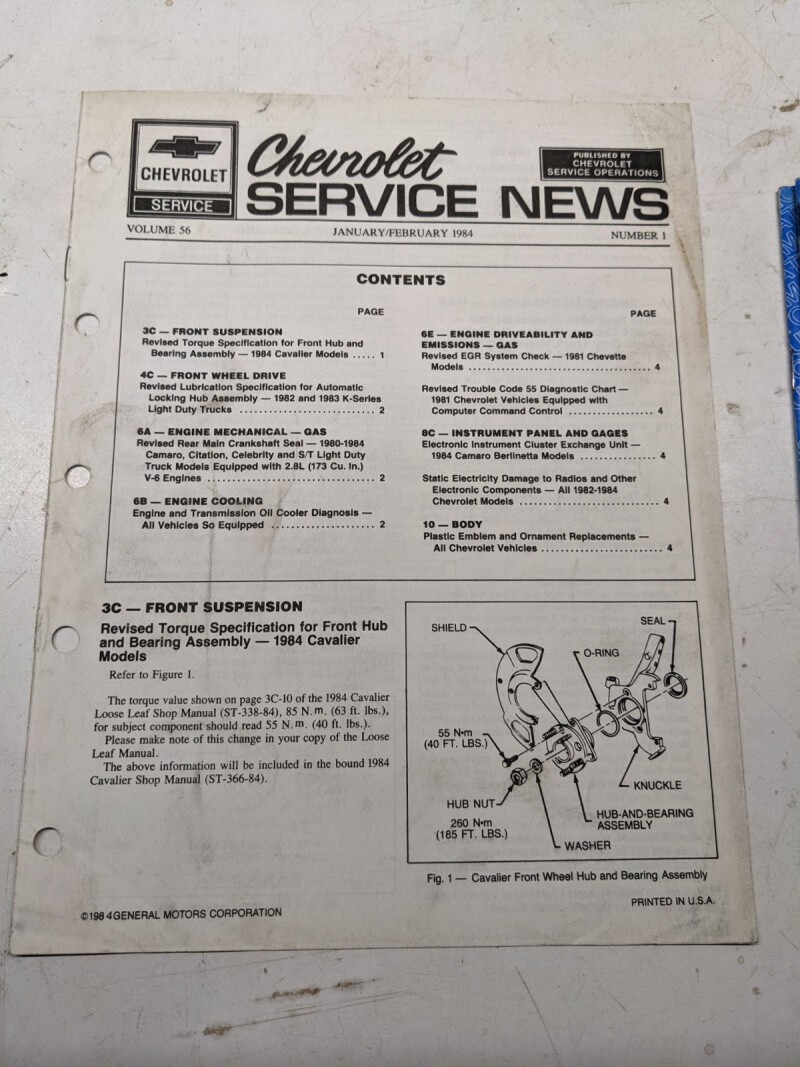 CHEVROLET
SERVICE
Chevrolet
SERVICE NEWS
PUBLISHED BY
CHEVROLET
SERVICE OPERATIONS
VOLUME 56
JANUARY/FEBRUARY 1984
NUMBER 1
CONTENTS
PAGE
3C — FRONT SUSPENSION
Revised Torque Specification for Front Hub and
Bearing Assembly — 1984 Cavalier Models ..... 1
4C — FRONT WHEEL DRIVE
Revised Lubrication Specification for Automatic
Locking Hub Assembly — 1982 and 1983 K-Series
Light Duty Trucks ........................... 2
6A — ENGINE MECHANICAL — GAS
Revised Rear Main Crankshaft Seal — 1980-1984
Camaro, Citation, Celebrity and S/T Light Duty
Truck Models Equipped with 2.8L (173 Cu. In.)
V-6 Engines .................................. 2
6B — ENGINE COOLING
Engine and Transmission Oil Cooler Diagnosis —
All Vehicles So Equipped ..................... 2
PAGE
6E — ENGINE DRIVEABILITY AND
EMISSIONS — GAS
Revised EGR System Check — 1981 Chevette
Models ..................................... 4
Revised Trouble Code 55 Diagnostic Chart —
1981 Chevrolet Vehicles Equipped with
Computer Command Control ................. 4
8C — INSTRUMENT PANEL AND GAGES
Electronic Instrument Cluster Exchange Unit —
1984 Camaro Berlinetta Models ............... 4
Static Electricity Damage to Radios and Other
Electronic Components — All 1982-1984
Chevrolet Models ............................. 4
10 — BODY
Plastic Emblem and Ornament Replacements —
All Chevrolet Vehicles ......................... 4
3C — FRONT SUSPENSION
Revised Torque Specification for Front Hub
and Bearing Assembly — 1984 Cavalier
Models
Refer to Figure 1.
The torque value shown on page 3C-10 of the 1984 Cavalier
Loose Leaf Shop Manual (ST-338-84), 85 N.m. (63 ft. lbs.),
for subject component should read 55 N.m. (40 ft. lbs.).
Please make note of this change in your copy of the Loose
Leaf Manual.
The above information will be included in the bound 1984
Cavalier Shop Manual (ST-366-84).
SHIELD
SEAL
O-RING
55 N•m
(40 FT. LBS.)
KNUCKLE
HUB NUT
260 N•m
(185 FT. LBS.)
HUB-AND-BEARING
ASSEMBLY
WASHER
Fig. 1 — Cavalier Front Wheel Hub and Bearing Assembly
©1984 GENERAL MOTORS CORPORATION
PRINTED IN U.S.A.